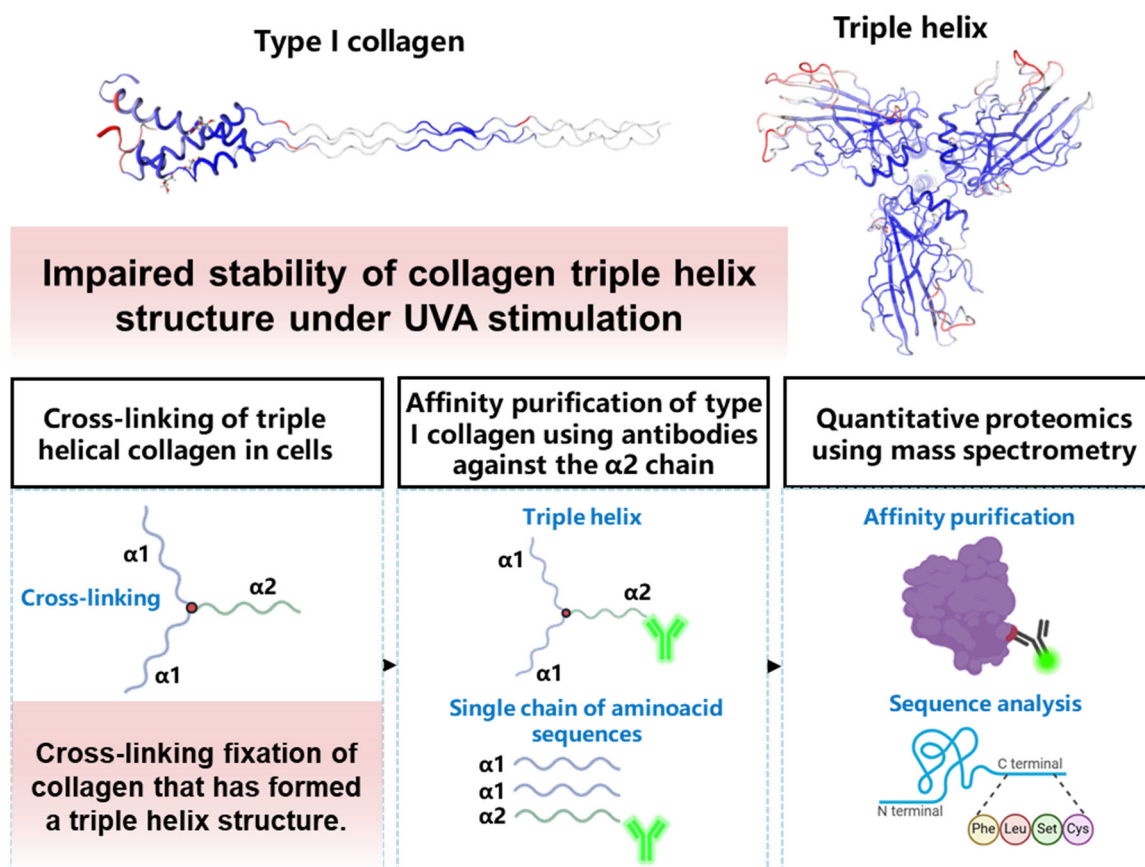 Type I collagen
Triple helix
Impaired stability of collagen triple helix
structure under UVA stimulation
Cross-linking of triple
helical collagen in cells
Affinity purification of type
I collagen using antibodies
against the α2 chain
Quantitative proteomics
using mass spectrometry
α1
Cross-linking
α2
α1
Cross-linking fixation of
collagen that has formed
a triple helix structure.
Triple helix
α1
α2
α1
Single chain of aminoacid
sequences
α1
α1
α2
Affinity purification
Sequence analysis
C terminal
N terminal
Phe Leu Set Cys